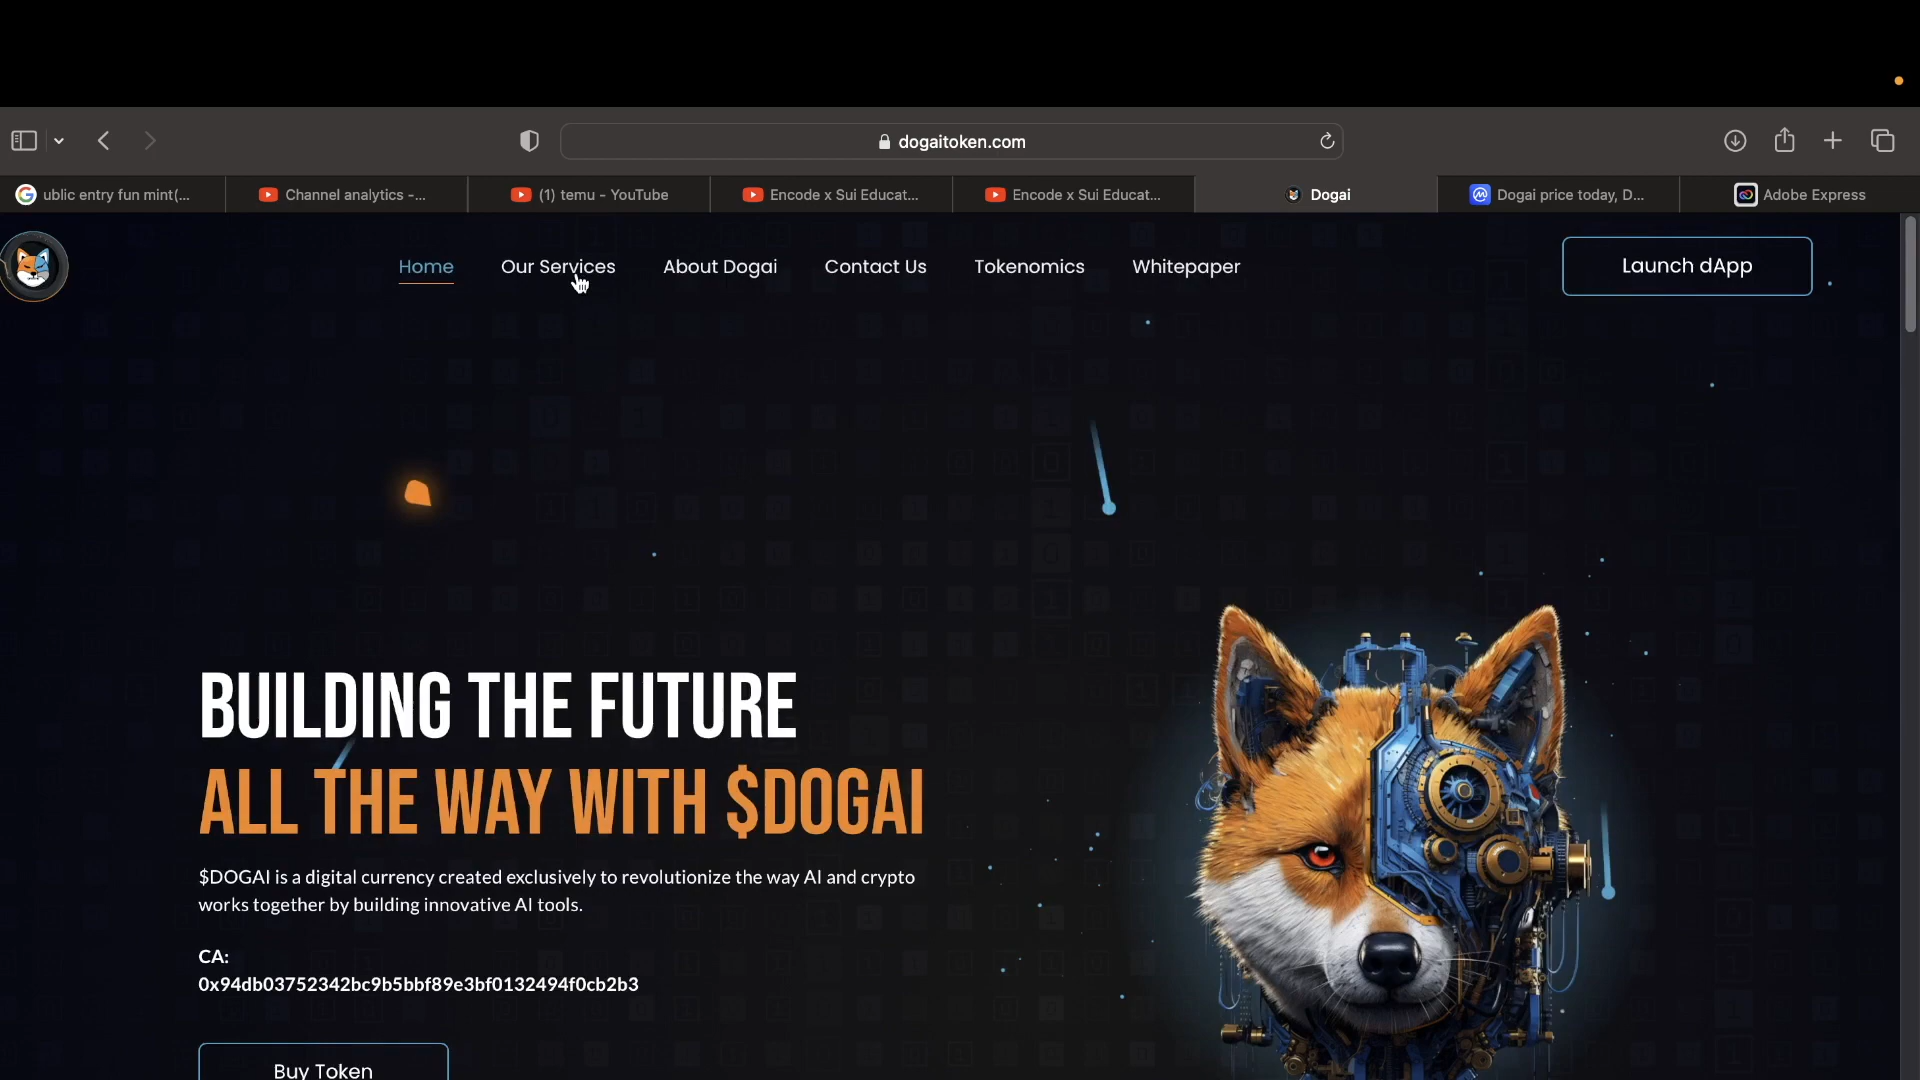 dogaitoken.com
ublic entry fun mint(...
Channel analytics -...
(1) temu - YouTube
Encode x Sui Educat...
Encode x Sui Educat...
Dogai
Dogai price today, D...
Adobe Express
Home
Our Services
About Dogai
Contact Us
Tokenomics
Whitepaper
Launch dApp
BUILDING THE FUTURE
ALL THE WAY WITH $DOGAI
$DOGAI is a digital currency created exclusively to revolutionize the way AI and crypto
works together by building innovative AI tools.
CA:
0x94db03752342bc9b5bbf89e3bf0132494f0cb2b3
Buy Token